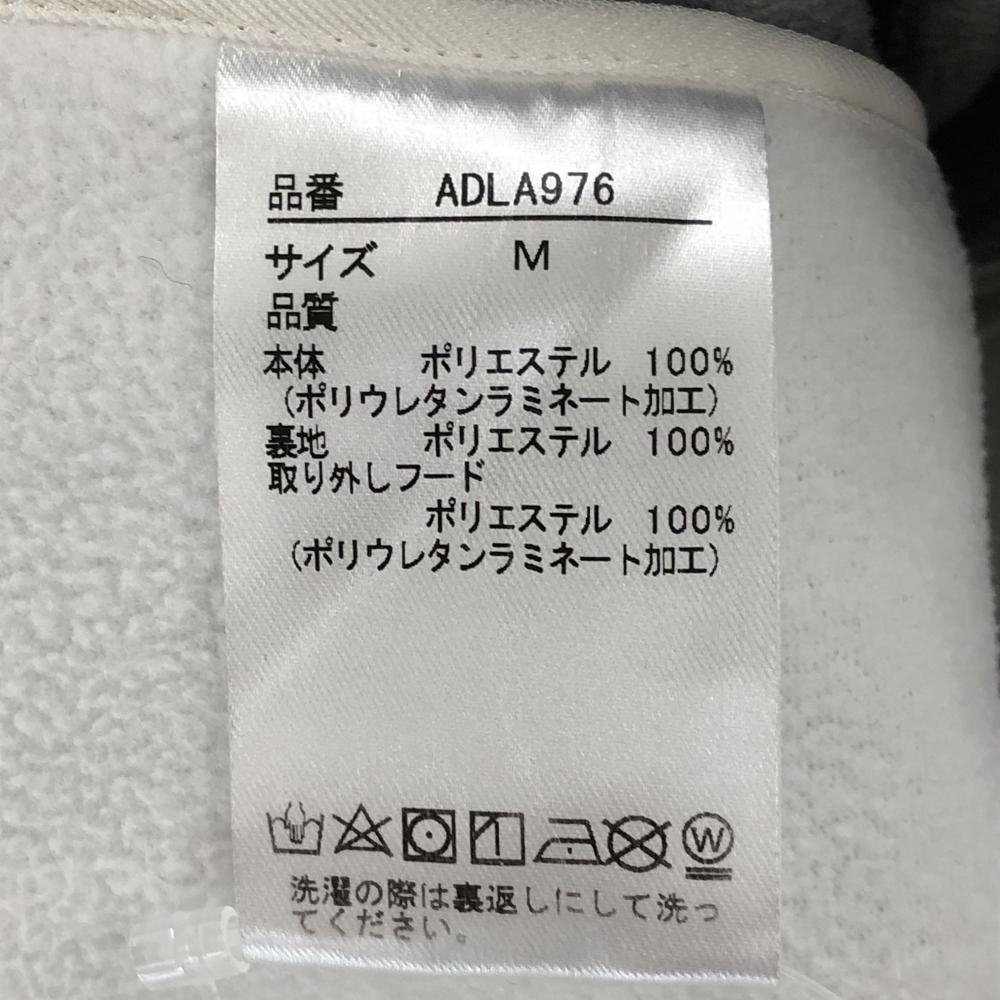 品番 ADLA976
サイズ M
品質
本体 ポリエステル 100%
(ポリウレタンラミネート加工)
裏地 ポリエステル 100%
取り外しフード
ポリエステル 100%
(ポリウレタンラミネート加工)
W
洗濯の際は裏返しにして洗っ
てください。